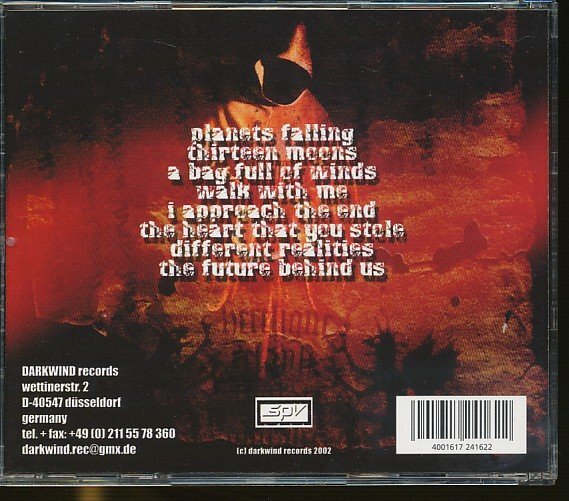 planets falling
thirteen moons
a bag full of winds
walk with me
i approach the end
the heart that you stole
different realities
the future behind us
DARKWIND records
wettinerstr. 2
D-40547 düsseldorf
germany
tel. + fax: +49 (0) 211 55 78 360
darkwind.rec@gmx.de
SPV
(c) darkwind records 2002
4001617 241622